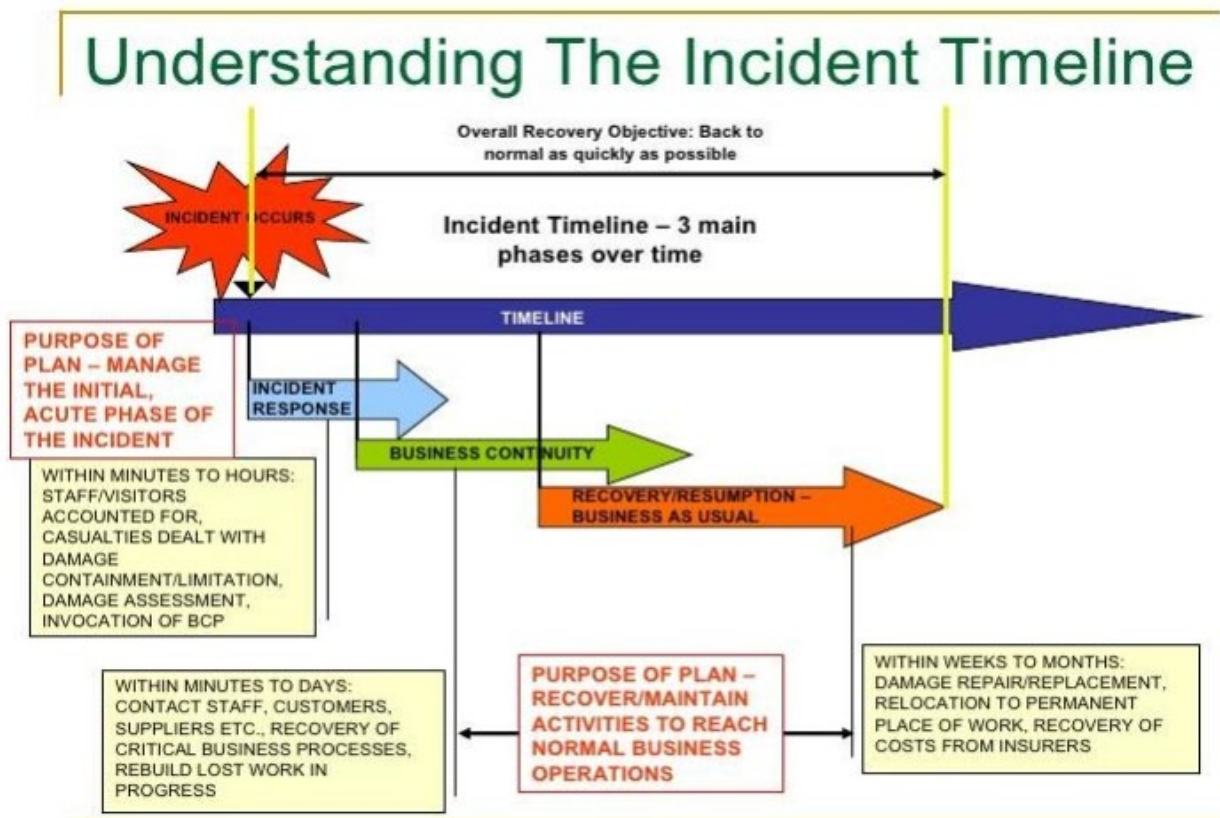 Understanding The Incident Timeline
Overall Recovery Objective: Back to
normal as quickly as possible
INCIDENT OCCURS
Incident Timeline – 3 main
phases over time
TIMELINE
PURPOSE OF
PLAN – MANAGE
THE INITIAL,
ACUTE PHASE OF
THE INCIDENT
INCIDENT
RESPONSE
BUSINESS CONTINUITY
RECOVERY/RESUMPTION –
BUSINESS AS USUAL
WITHIN MINUTES TO HOURS:
STAFF/VISITORS
ACCOUNTED FOR,
CASUALTIES DEALT WITH
DAMAGE
CONTAINMENT/LIMITATION,
DAMAGE ASSESSMENT,
INVOCATION OF BCP
WITHIN MINUTES TO DAYS:
CONTACT STAFF, CUSTOMERS,
SUPPLIERS ETC., RECOVERY OF
CRITICAL BUSINESS PROCESSES,
REBUILD LOST WORK IN
PROGRESS
PURPOSE OF PLAN –
RECOVER/MAINTAIN
ACTIVITIES TO REACH
NORMAL BUSINESS
OPERATIONS
WITHIN WEEKS TO MONTHS:
DAMAGE REPAIR/REPLACEMENT,
RELOCATION TO PERMANENT
PLACE OF WORK, RECOVERY OF
COSTS FROM INSURERS